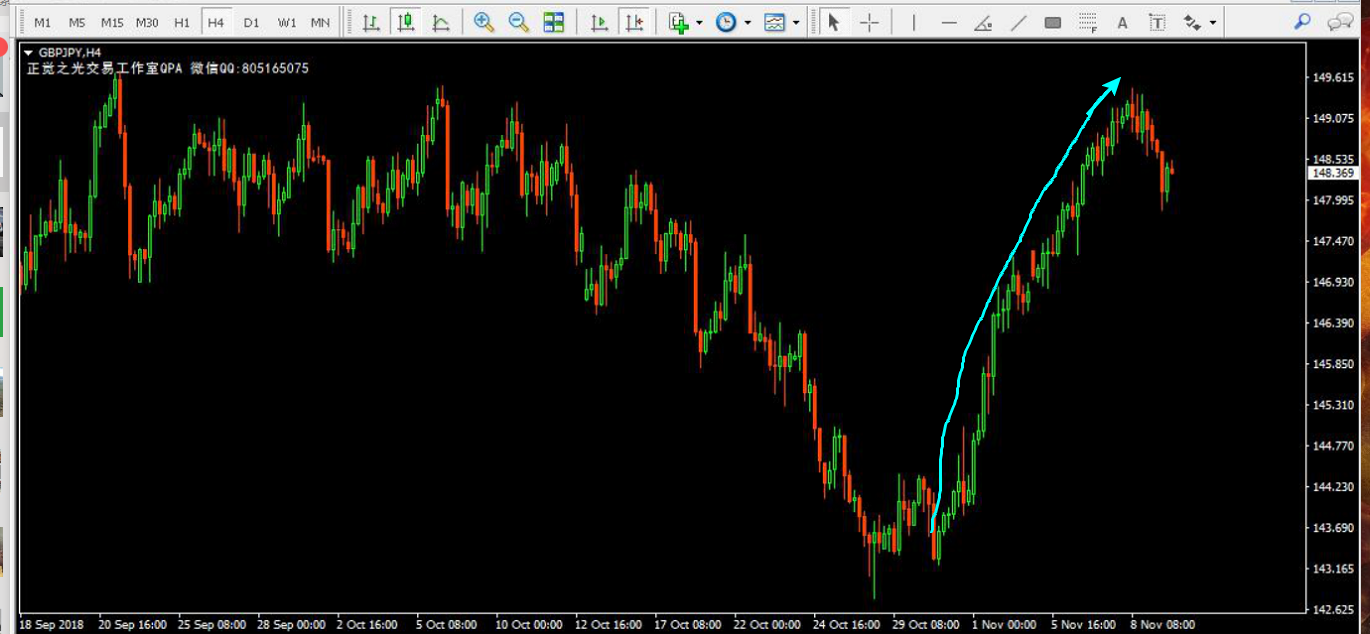 M1 M5 M15 M30 H1 H4 D1 W1 MN
A T
F
GBPJPY,H4
正觉之光交易工作室QPA 微信QQ:805165075
149.615
149.075
148.535
148.369
147.995
147.470
146.930
146.390
145.850
145.310
144.770
144.230
143.690
143.165
142.625
18 Sep 2018 20 Sep 16:00 25 Sep 08:00 28 Sep 00:00 2 Oct 16:00 5 Oct 08:00 10 Oct 00:00 12 Oct 16:00 17 Oct 08:00 22 Oct 00:00 24 Oct 16:00 29 Oct 08:00 1 Nov 00:00 5 Nov 16:00 8 Nov 08:00